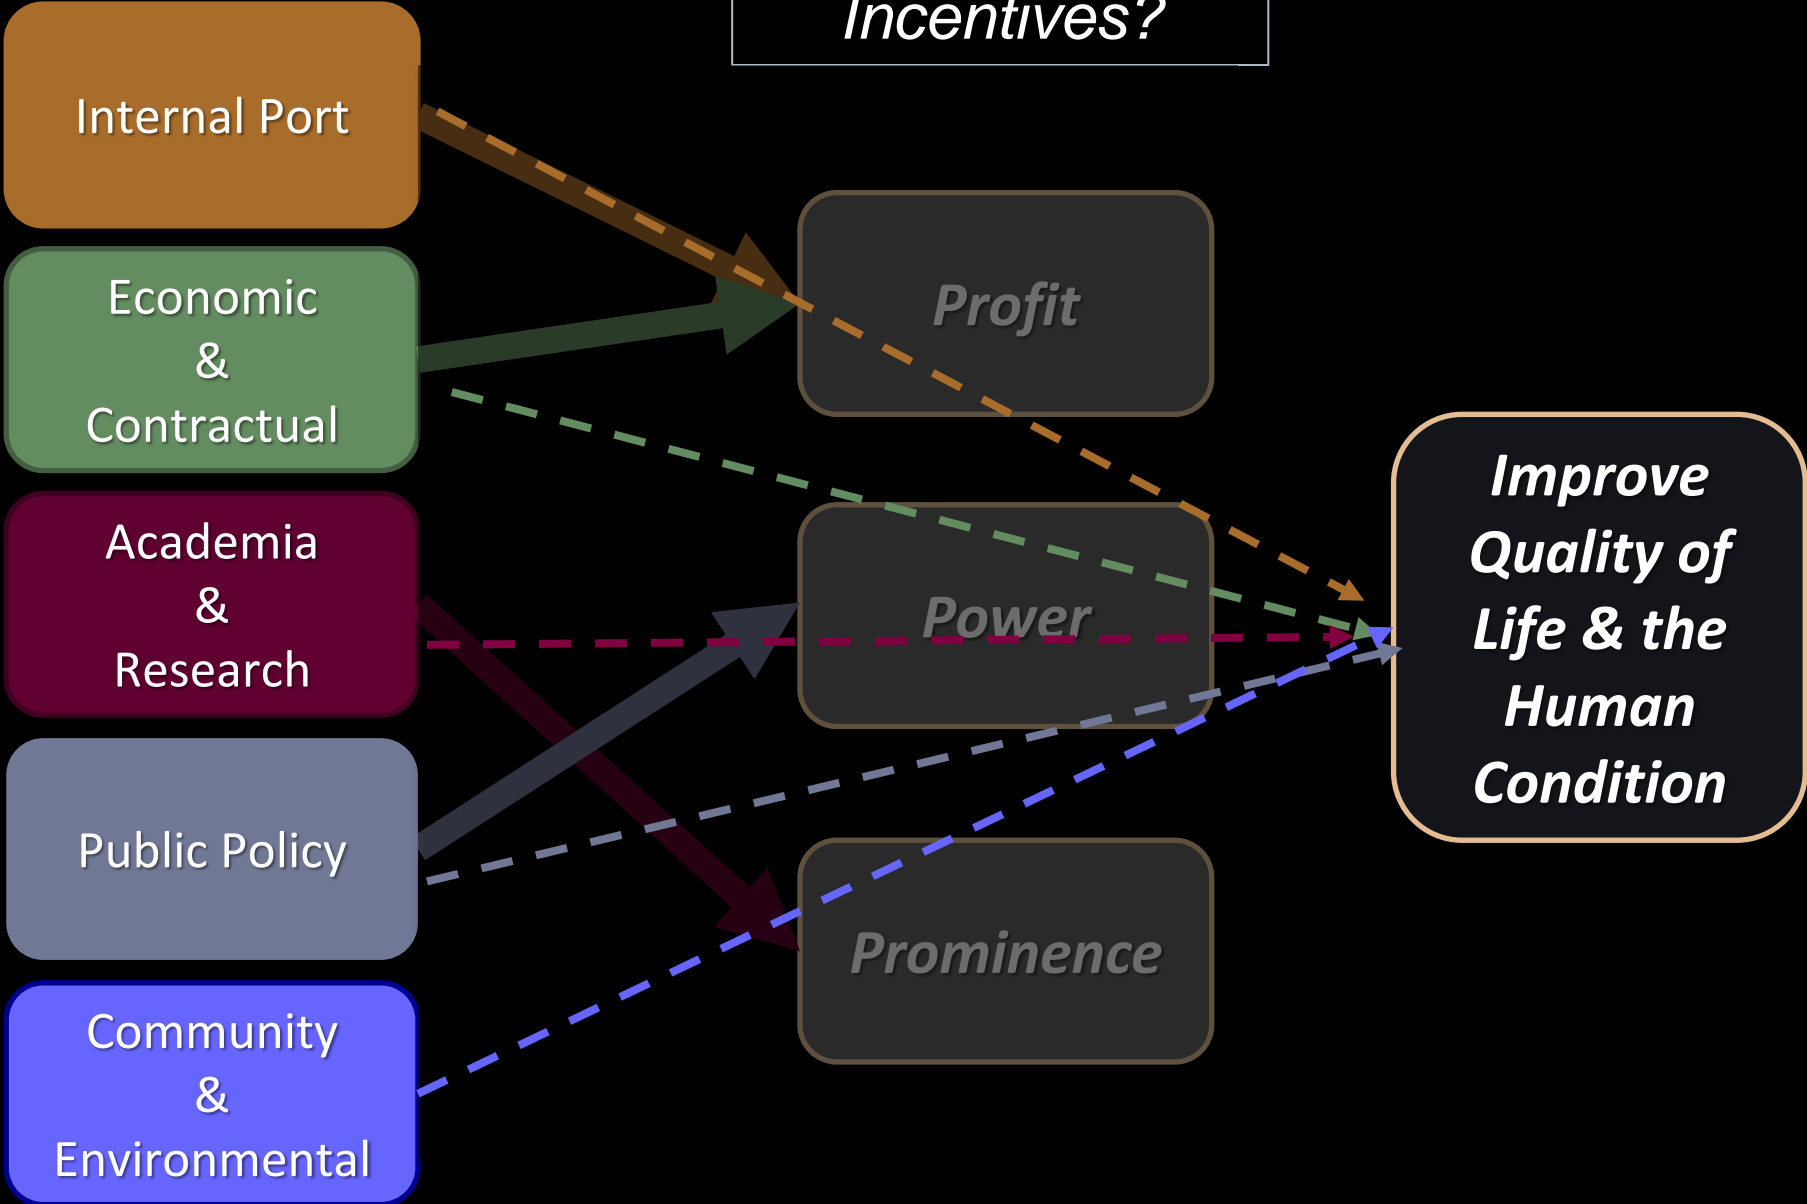 Incentives?
Internal Port
Economic
&
Contractual
Academia
&
Research
Public Policy
Community
&
Environmental
Profit
Power
Prominence
Improve
Quality of
Life & the
Human
Condition